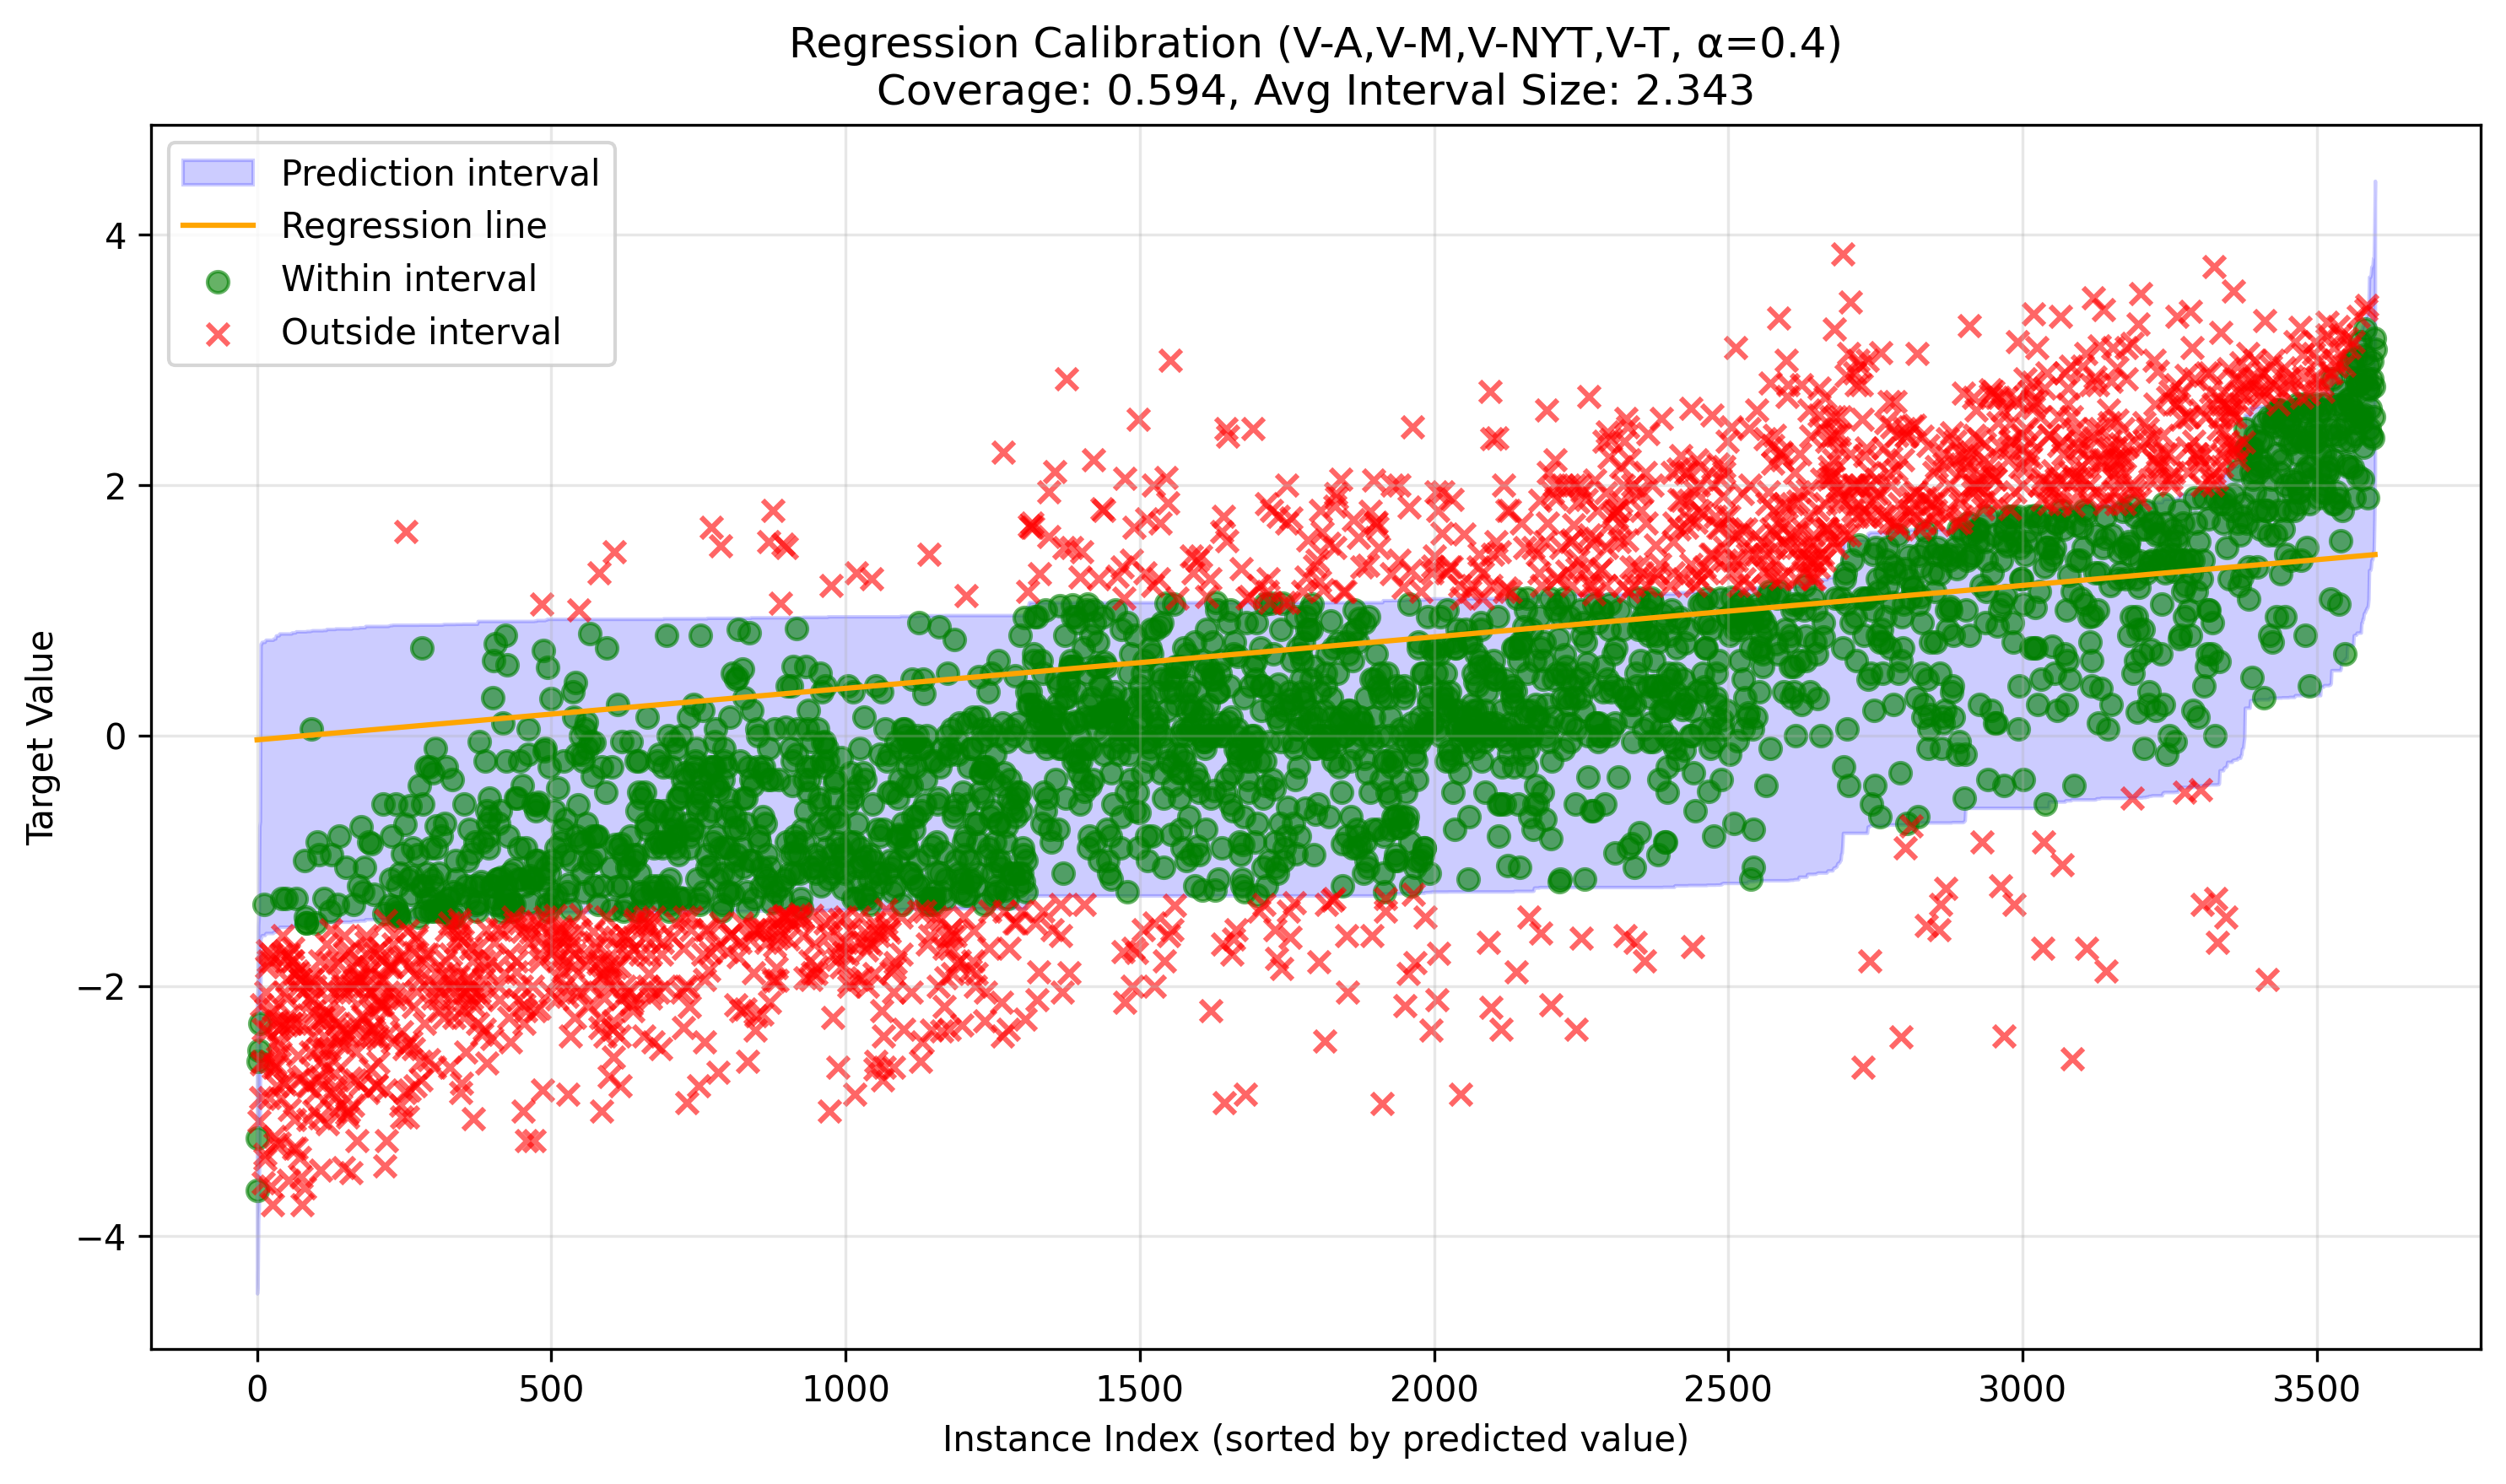 Regression Calibration (V-A,V-M,V-NYT,V-T, α=0.4)
Coverage: 0.594, Avg Interval Size: 2.343
Prediction interval
Regression line
Within interval
Outside interval
Target Value
4
2
0
−2
−4
0
500
1000
1500
2000
2500
3000
3500
Instance Index (sorted by predicted value)